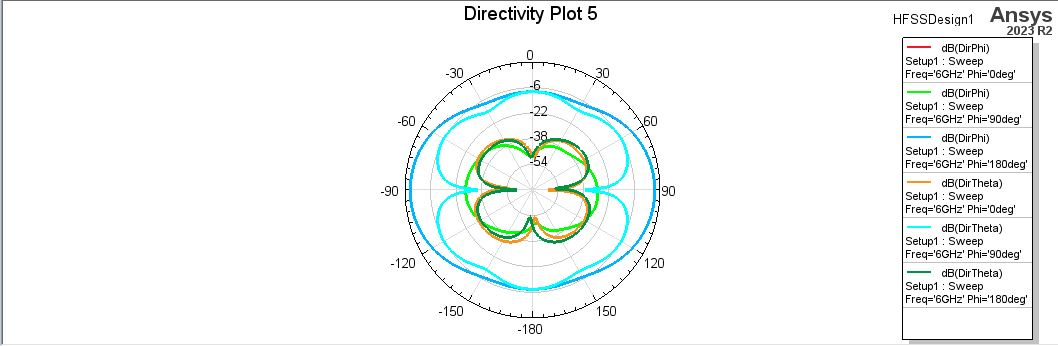 Directivity Plot 5
HFSSDesign1
Ansys
2023 R2
0
-30
30
-6
-22
-38
-54
-60
60
-90
90
-120
120
-150
150
-180
dB(DirPhi)
Setup1 : Sweep
Freq='6GHz' Phi='0deg'
dB(DirPhi)
Setup1 : Sweep
Freq='6GHz' Phi='90deg'
dB(DirPhi)
Setup1 : Sweep
Freq='6GHz' Phi='180deg'
dB(DirTheta)
Setup1 : Sweep
Freq='6GHz' Phi='0deg'
dB(DirTheta)
Setup1 : Sweep
Freq='6GHz' Phi='90deg'
dB(DirTheta)
Setup1 : Sweep
Freq='6GHz' Phi='180deg'